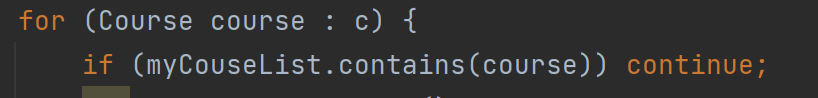 for (Course course : c) {
if (myCouseList.contains(course)) continue;